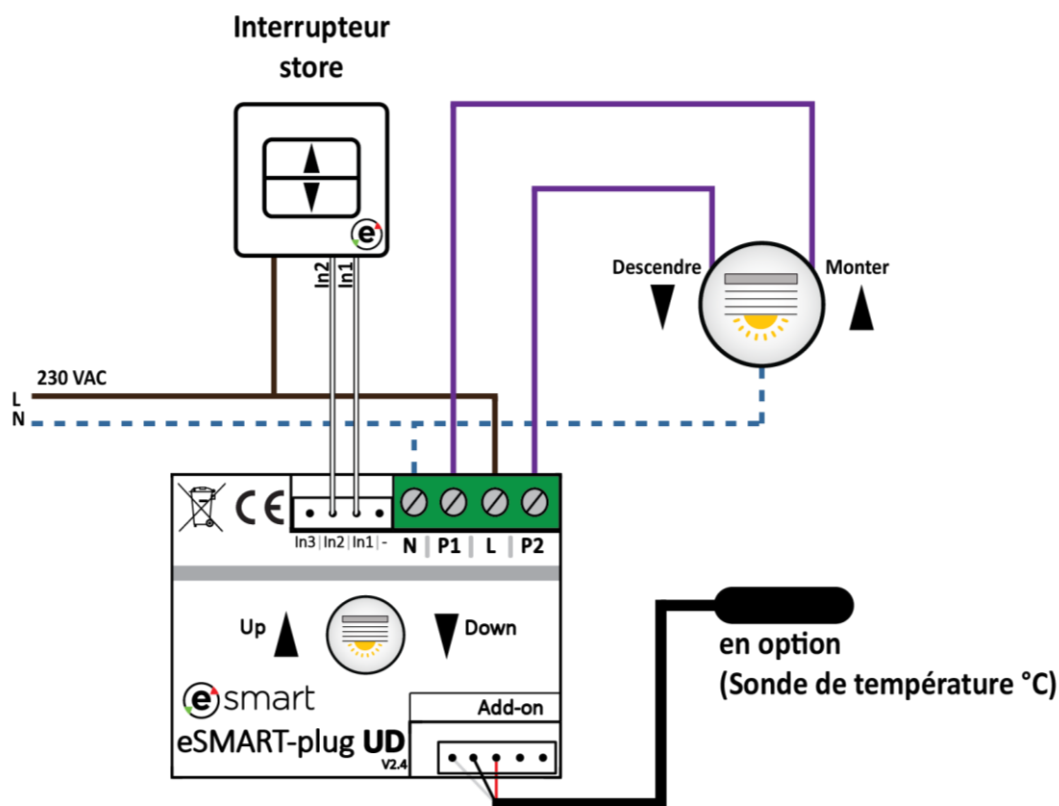 Interrupteur
store
e
In2
In1
Descendre
Monter
230 VAC
L
N
CE
In3 | In2 | In1 | -
N | P1 | L | P2
Up
Down
esmart
Add-on
eSMART-plug UD
V2.4
en option
(Sonde de température °C)